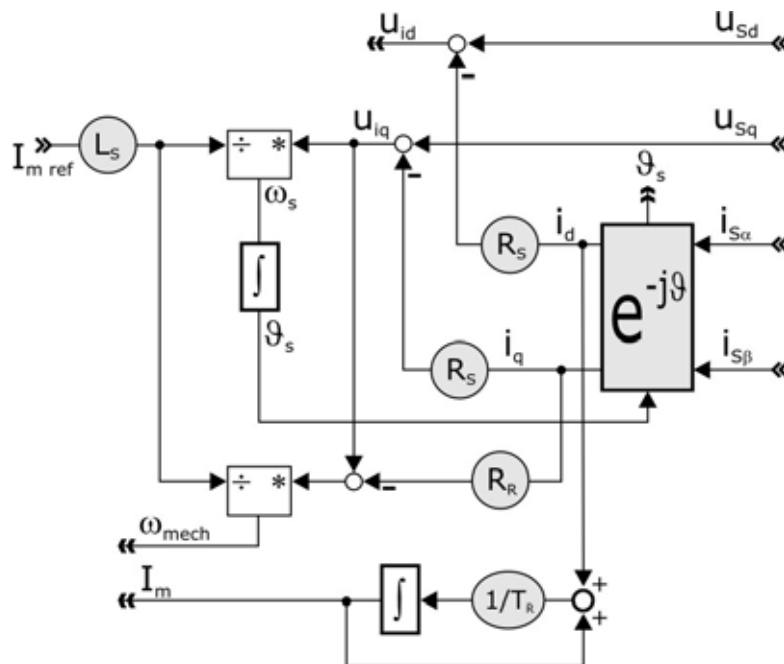 u_id
u_Sd
u_iq
u_Sq
I_m ref
L_S
÷ *
ω_s
ϑ_s
i_d
i_Sα
R_S
∫
e^-jϑ
ϑ_s
i_q
i_Sβ
R_S
÷ *
-
-
-
R_R
ω_mech
I_m
∫
1/T_R
+
+